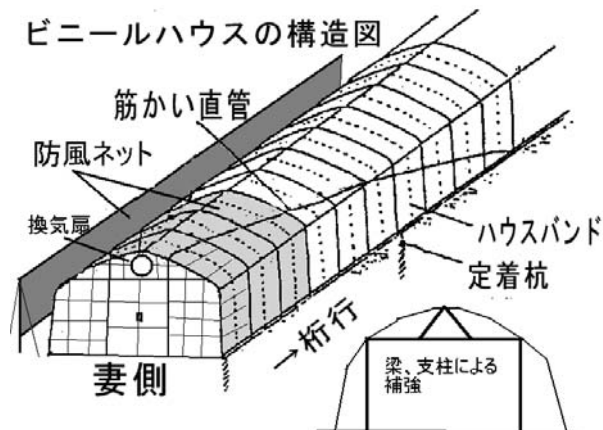 ビニールハウスの構造図
筋かい直管
防風ネット
換気扇
ハウスバンド
定着杭
→桁行
妻側
梁、支柱による
補強